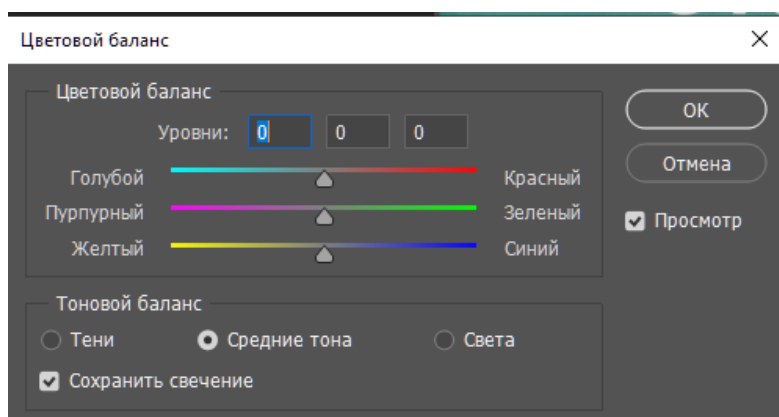 Цветовой баланс
Цветовой баланс
Уровни: 0 0 0
Голубой Красный
Пурпурный Зеленый
Желтый Синий
Тоновой баланс
Тени Средние тона Света
Сохранить свечение
ОК
Отмена
Просмотр